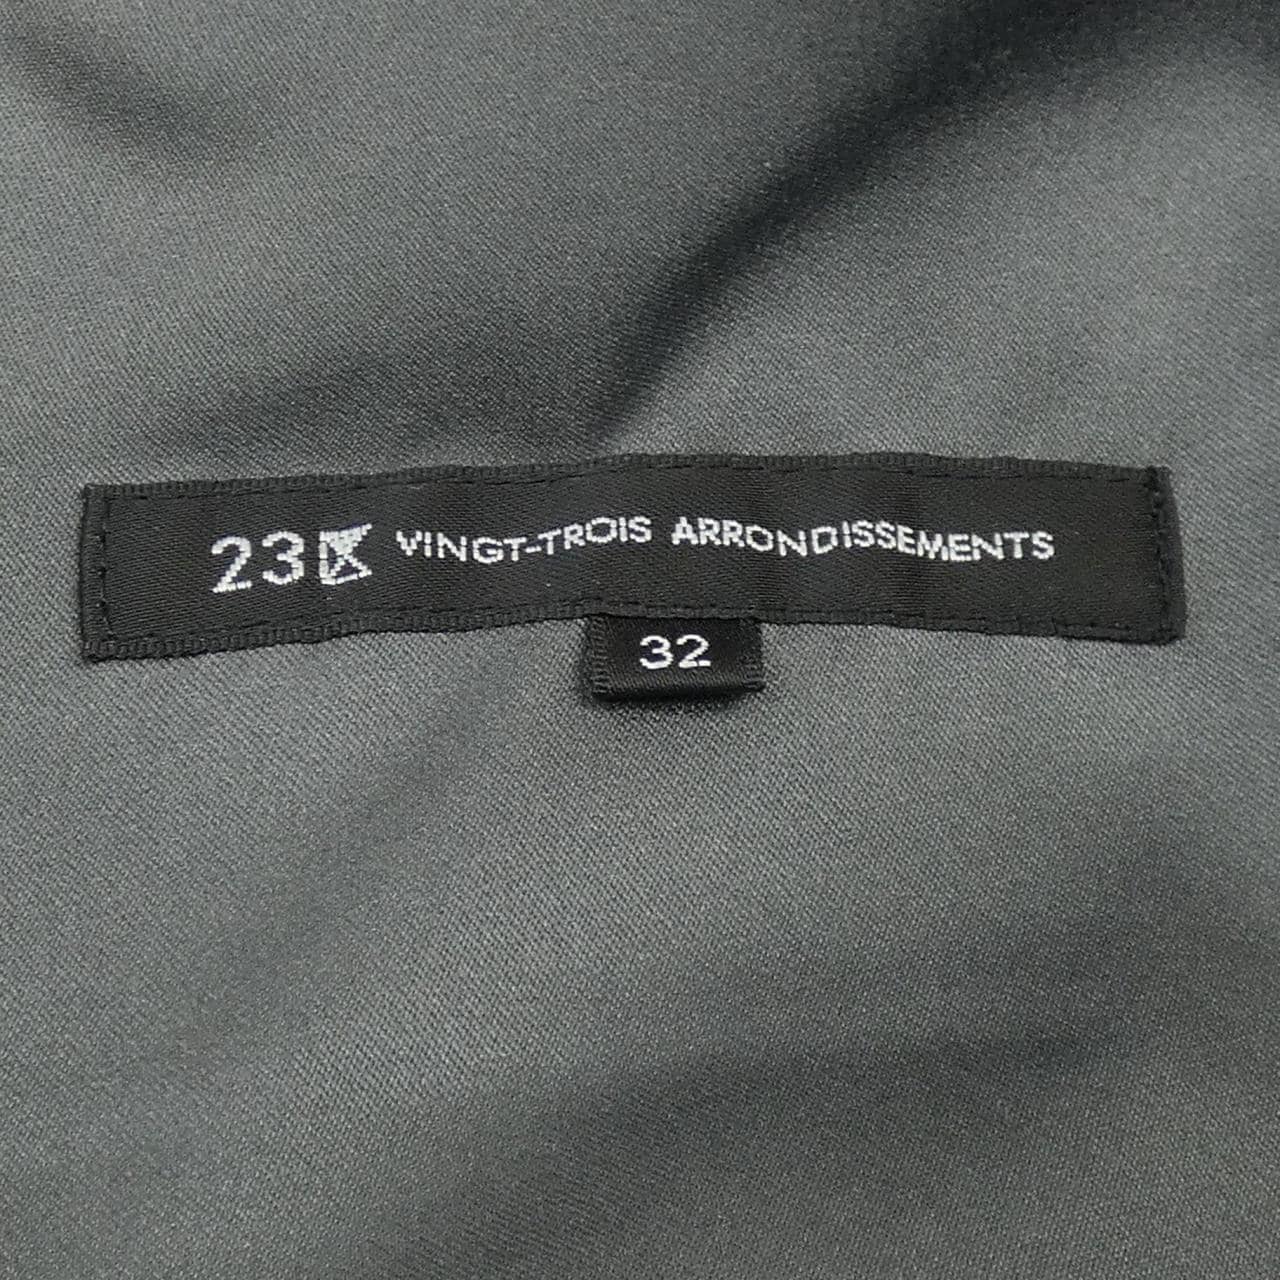 23区 VINGT-TROIS ARRONDISSEMENTS
32